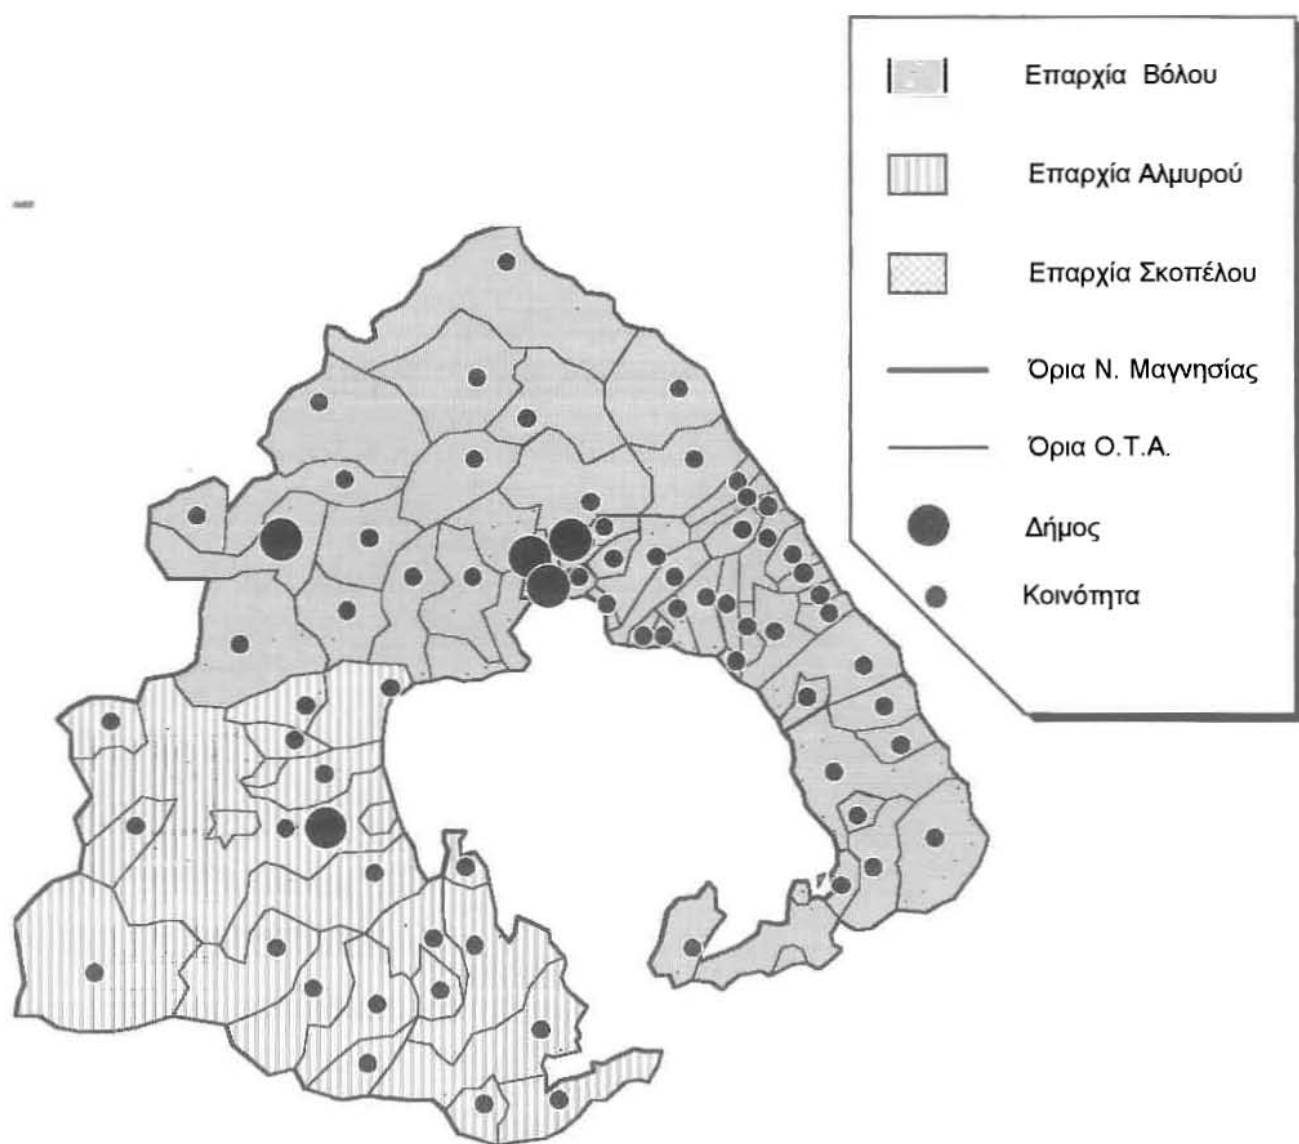 Επαρχία Βόλου
Επαρχία Αλμυρού
Επαρχία Σκοπέλου
Όρια Ν. Μαγνησίας
Όρια Ο.Τ.Α.
Δήμος
Κοινότητα